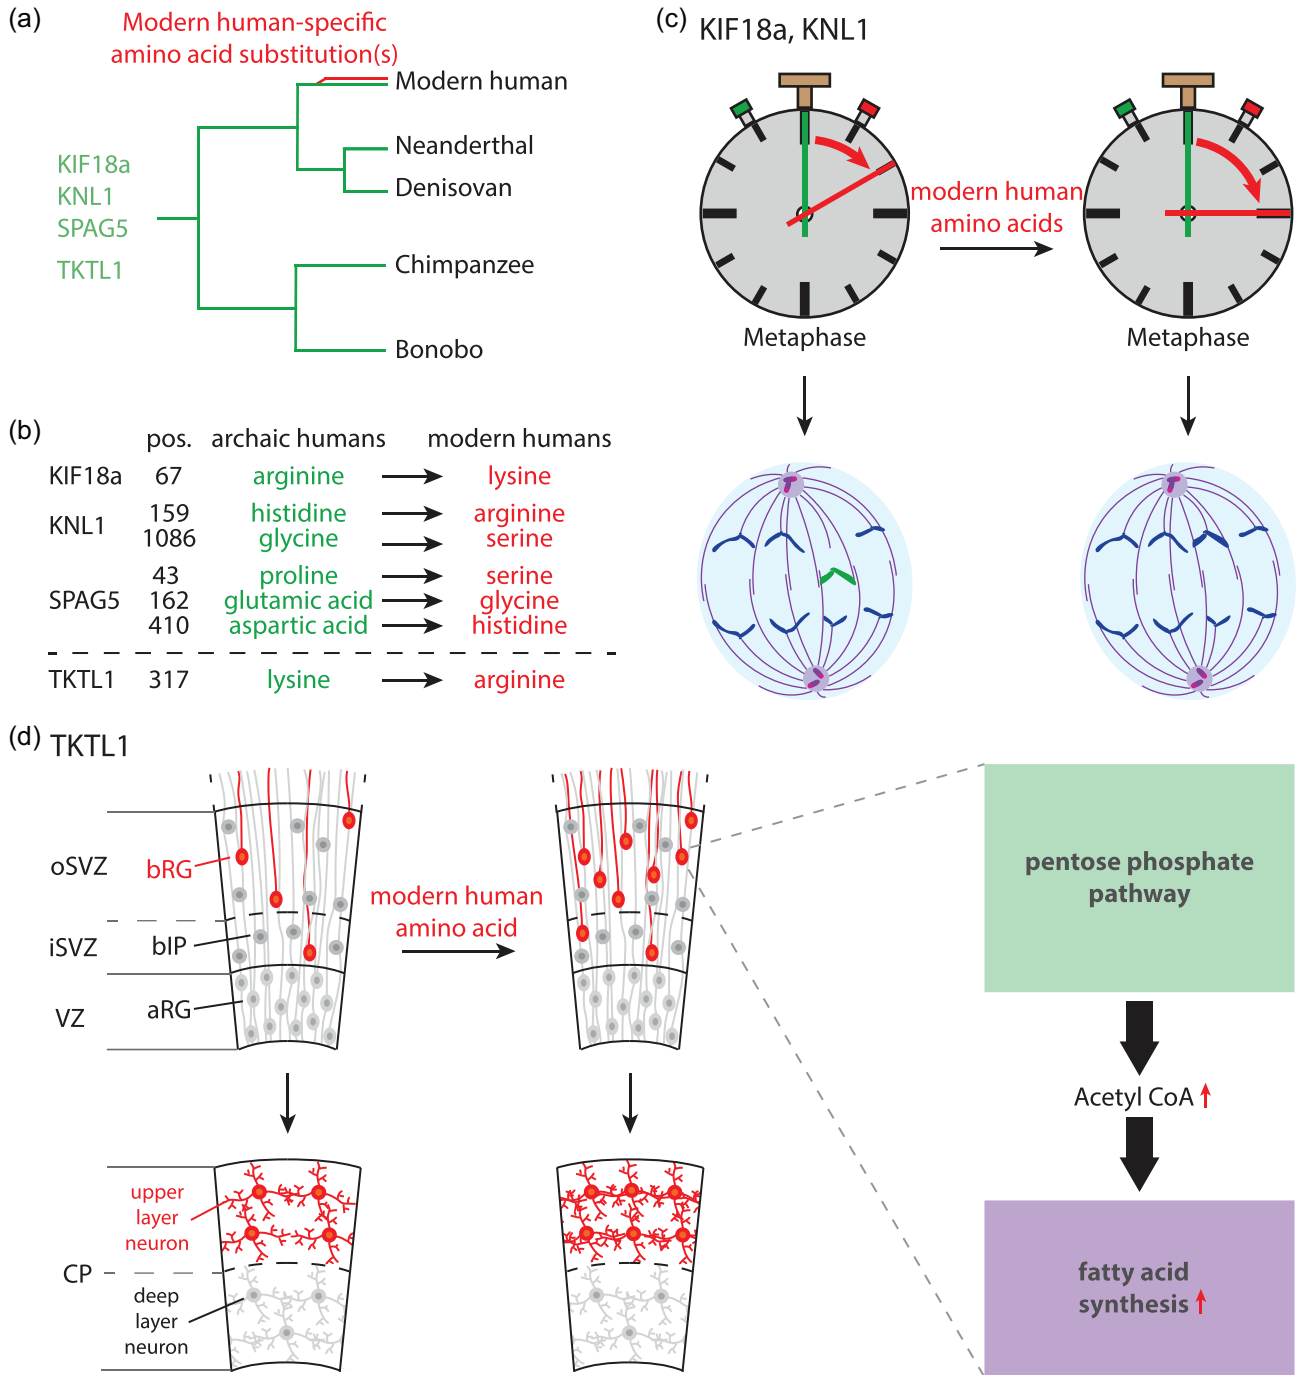 (a)
Modern human-specific
amino acid substitution(s)
Modern human
Neanderthal
Denisovan
Chimpanzee
Bonobo
KIF18a
KNL1
SPAG5
TKTL1
(b)
pos. archaic humans modern humans
KIF18a 67 arginine lysine
KNL1
159 histidine arginine
1086 glycine serine
SPAG5
43 proline serine
162 glutamic acid glycine
410 aspartic acid histidine
TKTL1 317 lysine arginine
(c)
KIF18a, KNL1
modern human
amino acids
Metaphase
Metaphase
(d)
TKTL1
oSVZ
bRG
iSVZ
bIP
VZ
aRG
modern human
amino acid
upper
layer
neuron
CP
deep
layer
neuron
pentose phosphate
pathway
Acetyl CoA
fatty acid
synthesis